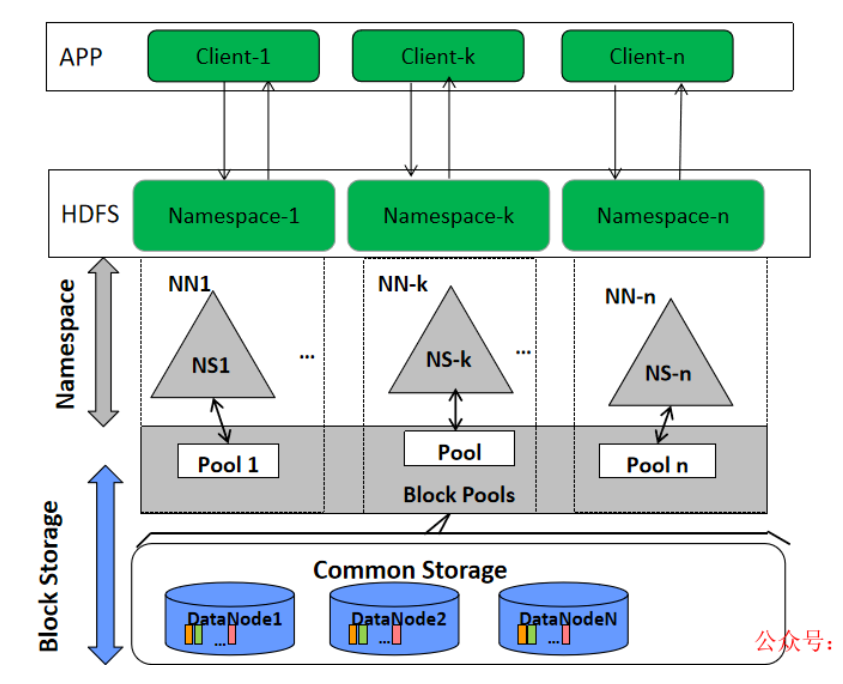 APP
Client-1
Client-k
Client-n
HDFS
Namespace-1
Namespace-k
Namespace-n
Namespace
NN1
NN-k
NN-n
NS1
...
NS-k
...
NS-n
Pool 1
Pool
Pool n
Block Pools
Block Storage
Common Storage
DataNode1
DataNode2
DataNodeN
...
...
...
公众号: